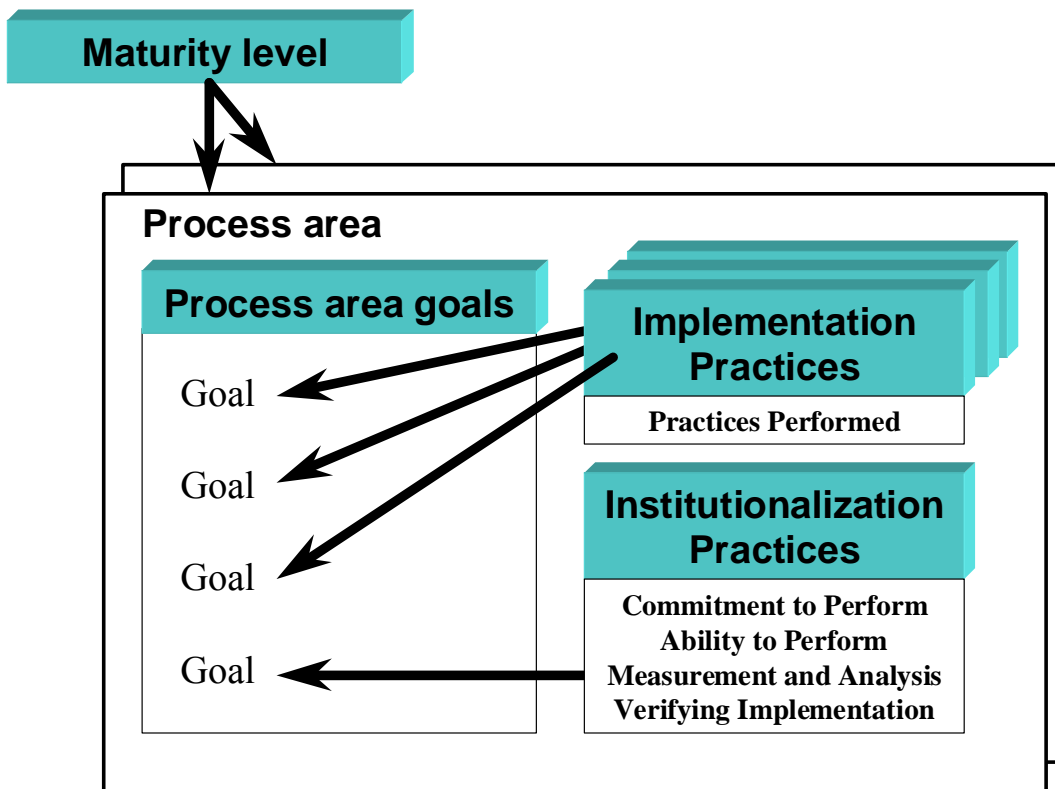 Maturity level
Process area
Process area goals
Goal
Goal
Goal
Goal
Implementation
Practices
Practices Performed
Institutionalization
Practices
Commitment to Perform
Ability to Perform
Measurement and Analysis
Verifying Implementation